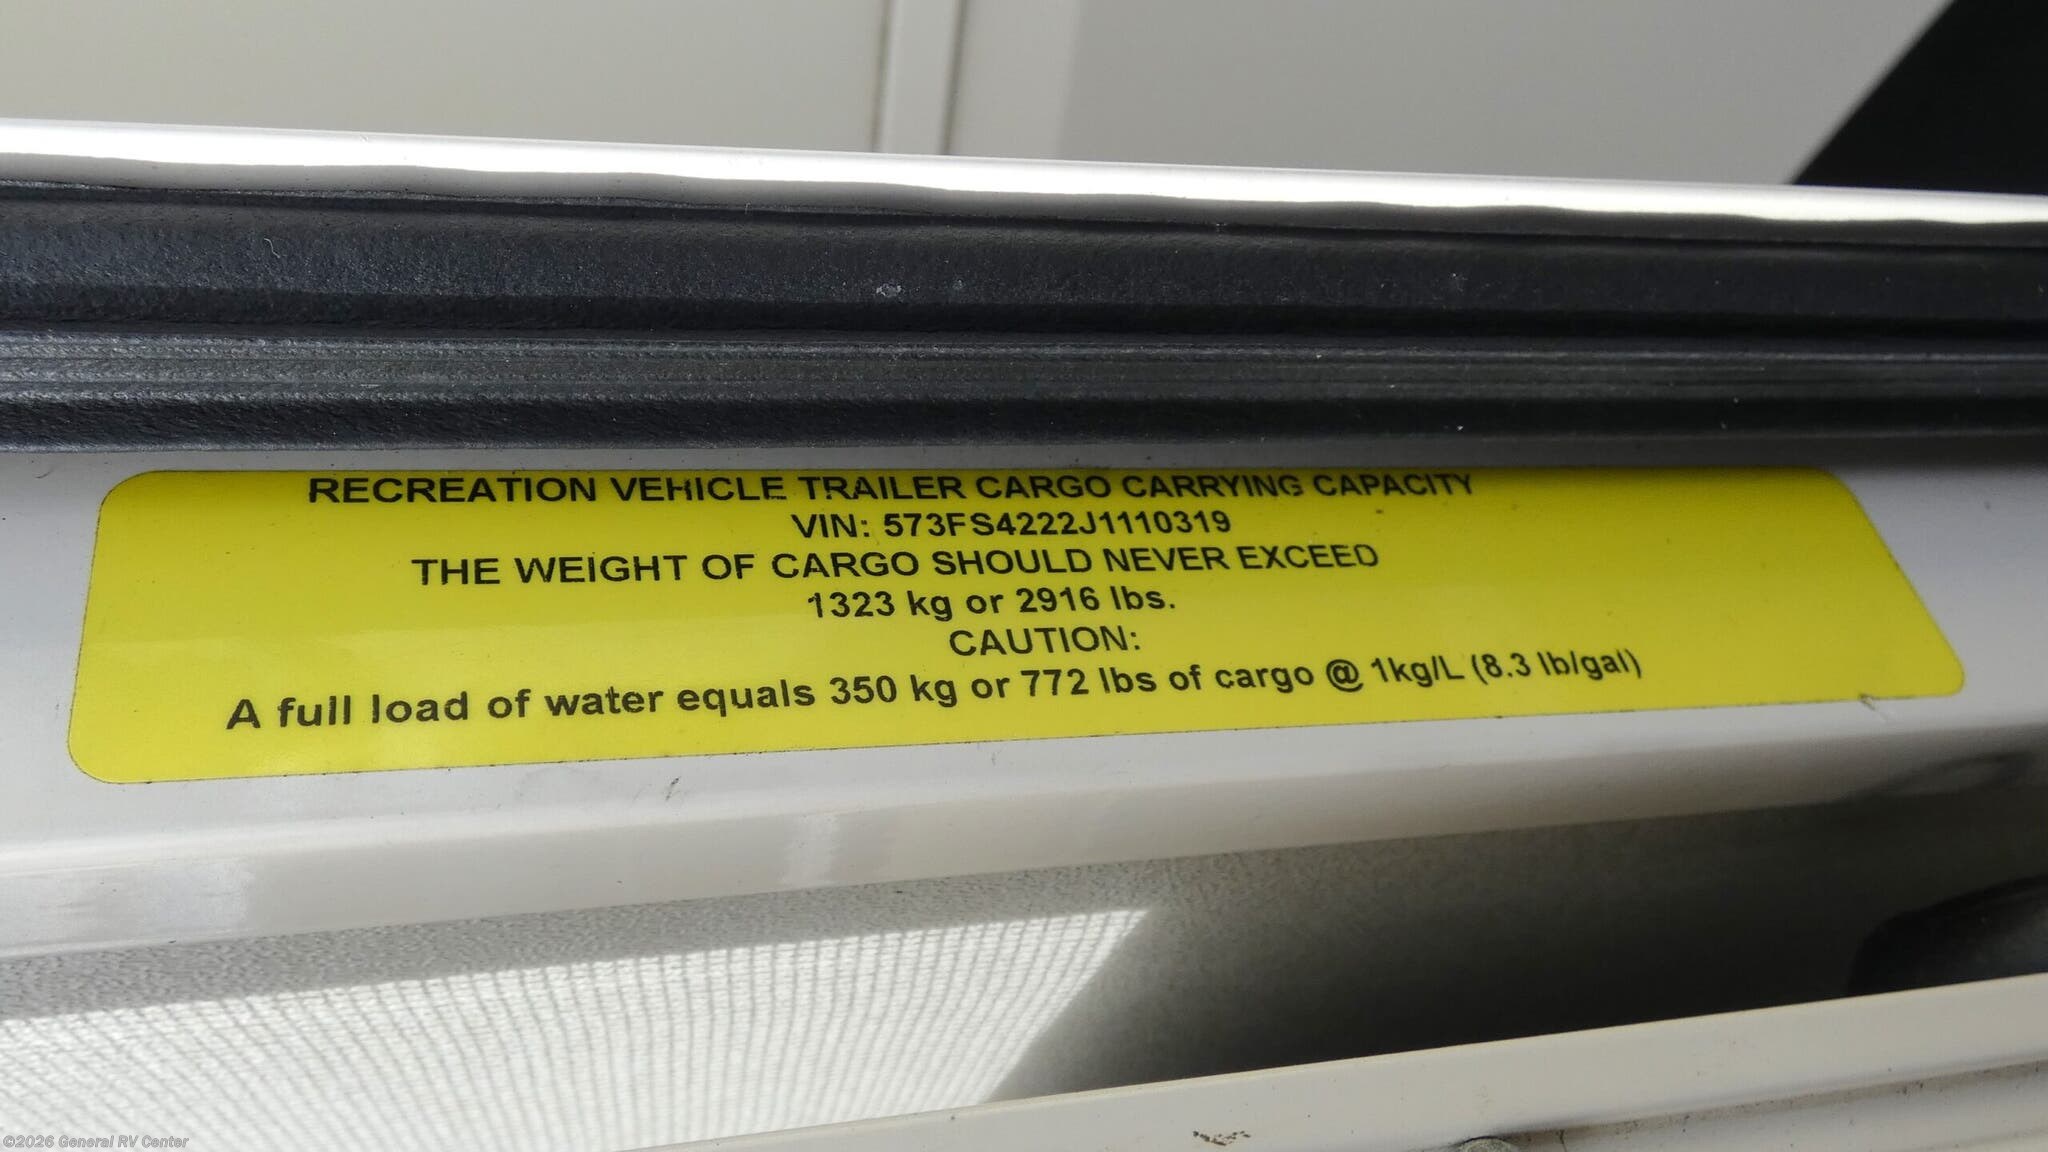 RECREATION VEHICLE TRAILER CARGO CARRYING CAPACITY
VIN: 573FS4222J1110319
THE WEIGHT OF CARGO SHOULD NEVER EXCEED
1323 kg or 2916 lbs.
CAUTION:
A full load of water equals 350 kg or 772 lbs of cargo @ 1kg/L (8.3 lb/gal)
©2026 General RV Center